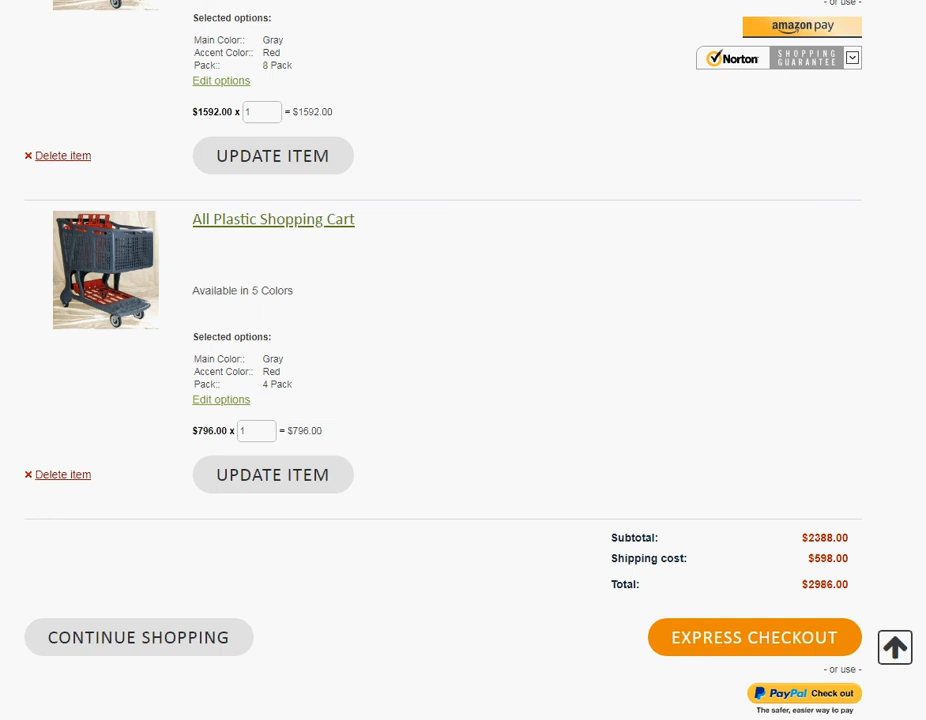 - or use -
Selected options:
amazon pay
Main Color:: Gray
Accent Color:: Red
Pack:: 8 Pack
Norton SHOPPING GUARANTEE
Edit options
$1592.00 x 1 = $1592.00
× Delete item
UPDATE ITEM
All Plastic Shopping Cart
Available in 5 Colors
Selected options:
Main Color:: Gray
Accent Color:: Red
Pack:: 4 Pack
Edit options
$796.00 x 1 = $796.00
× Delete item
UPDATE ITEM
Subtotal: $2388.00
Shipping cost: $598.00
Total: $2986.00
CONTINUE SHOPPING
EXPRESS CHECKOUT
- or use -
PayPal Check out
The safer, easier way to pay